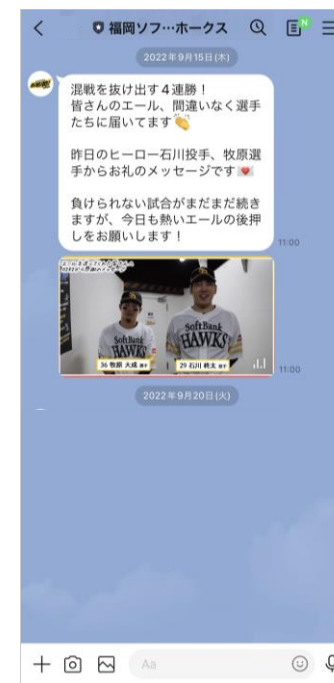 福岡ソフ…ホークス
N
2022年9月15日(木)
混戦を抜け出す4連勝！
皆さんのエール、間違いなく選手
たちに届いてます
昨日のヒーロー石川投手、牧原選
手からお礼のメッセージです
負けられない試合がまだまだ続き
ますが、今日も熱いエールの後押
しをお願いします！
11:00
SoftBank
HAWKS
SoftBank
HAWKS
36 牧原 大成 選手
29 石川 柊太 選手
11:00
2022年9月20日(火)
Aa